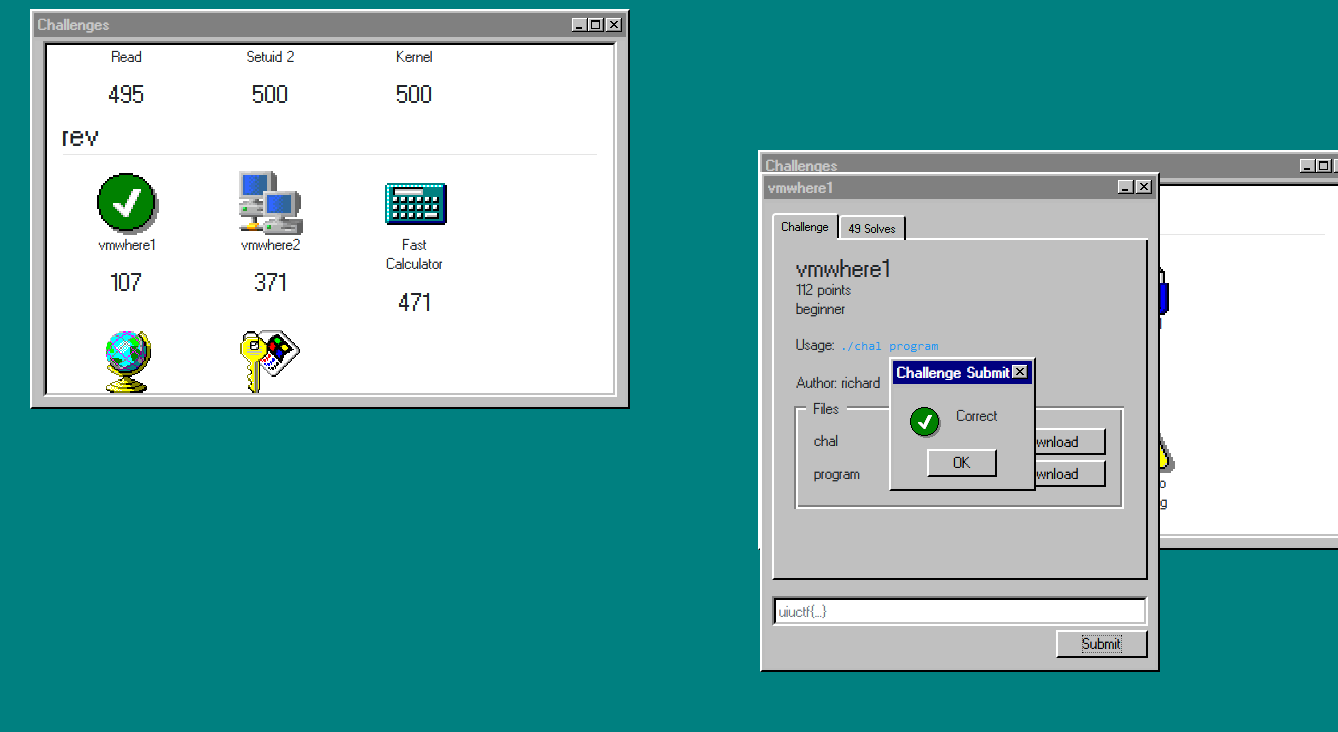 Challenges
Read Setuid 2 Kernel
495 500 500
rev
vmwhere1 vmwhere2 Fast
Calculator
107 371 471
Challenges
vmwhere1
Challenge 49 Solves
vmwhere1
112 points
beginner
Usage: ./chal program
Challenge Submit
Author: richard
Files
Correct
chal wnload
OK
program wnload
o
g
uiuctf{...}
Submit